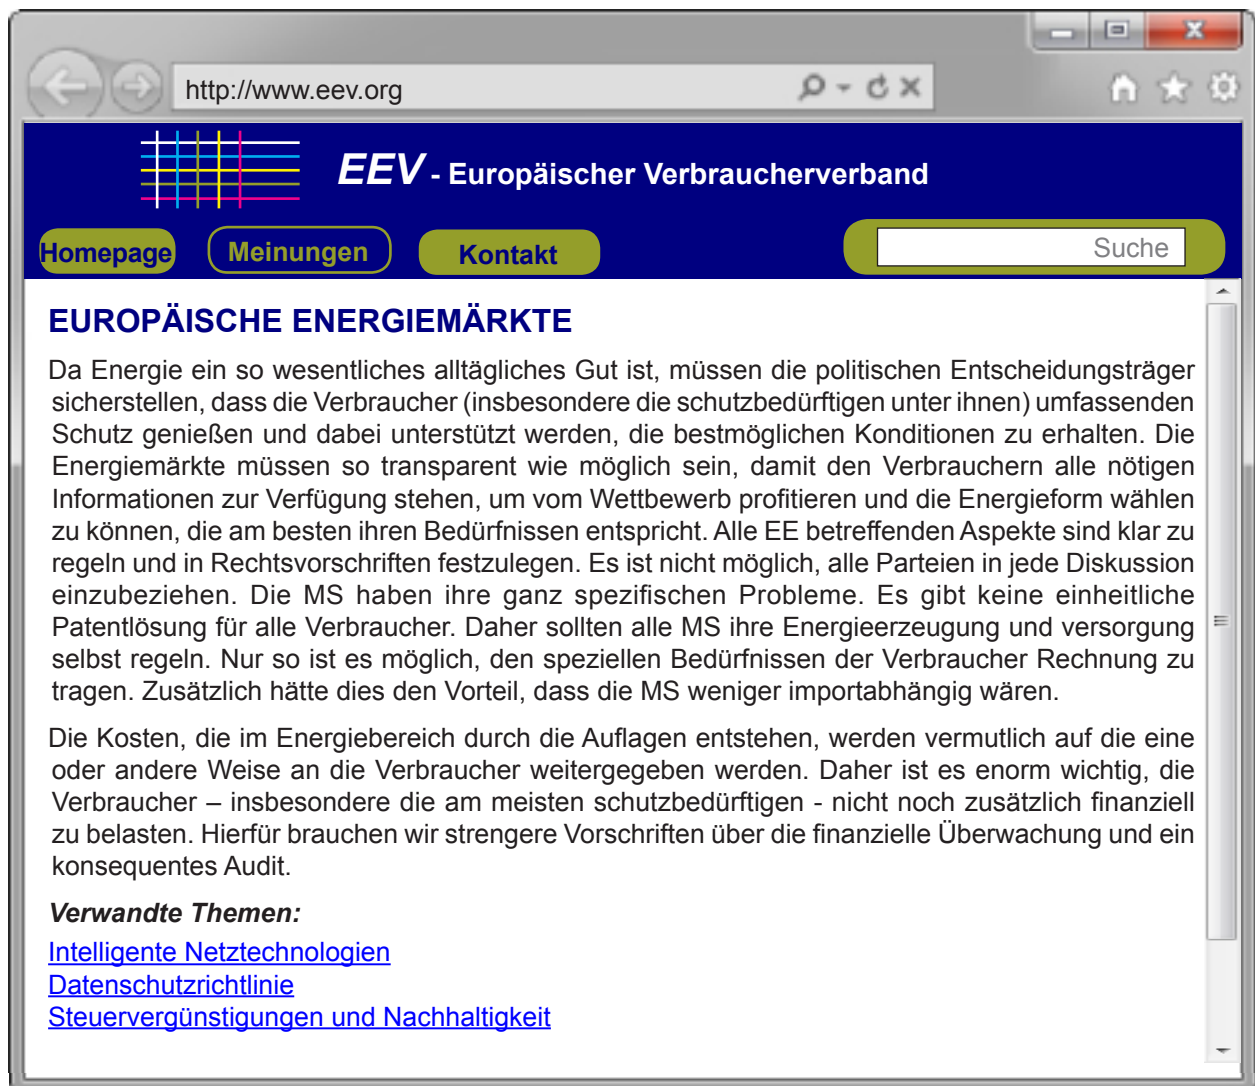 http://www.eev.org
EEV - Europäischer Verbraucherverband
Homepage Meinungen Kontakt Suche
EUROPÄISCHE ENERGIEMÄRKTE
Da Energie ein so wesentliches alltägliches Gut ist, müssen die politischen Entscheidungsträger
sicherstellen, dass die Verbraucher (insbesondere die schutzbedürftigen unter ihnen) umfassenden
Schutz genießen und dabei unterstützt werden, die bestmöglichen Konditionen zu erhalten. Die
Energiemärkte müssen so transparent wie möglich sein, damit den Verbrauchern alle nötigen
Informationen zur Verfügung stehen, um vom Wettbewerb profitieren und die Energieform wählen
zu können, die am besten ihren Bedürfnissen entspricht. Alle EE betreffenden Aspekte sind klar zu
regeln und in Rechtsvorschriften festzulegen. Es ist nicht möglich, alle Parteien in jede Diskussion
einzubeziehen. Die MS haben ihre ganz spezifischen Probleme. Es gibt keine einheitliche
Patentlösung für alle Verbraucher. Daher sollten alle MS ihre Energieerzeugung und versorgung
selbst regeln. Nur so ist es möglich, den speziellen Bedürfnissen der Verbraucher Rechnung zu
tragen. Zusätzlich hätte dies den Vorteil, dass die MS weniger importabhängig wären.
Die Kosten, die im Energiebereich durch die Auflagen entstehen, werden vermutlich auf die eine
oder andere Weise an die Verbraucher weitergegeben werden. Daher ist es enorm wichtig, die
Verbraucher – insbesondere die am meisten schutzbedürftigen - nicht noch zusätzlich finanziell
zu belasten. Hierfür brauchen wir strengere Vorschriften über die finanzielle Überwachung und ein
konsequentes Audit.
Verwandte Themen:
Intelligente Netztechnologien
Datenschutzrichtlinie
Steuervergünstigungen und Nachhaltigkeit